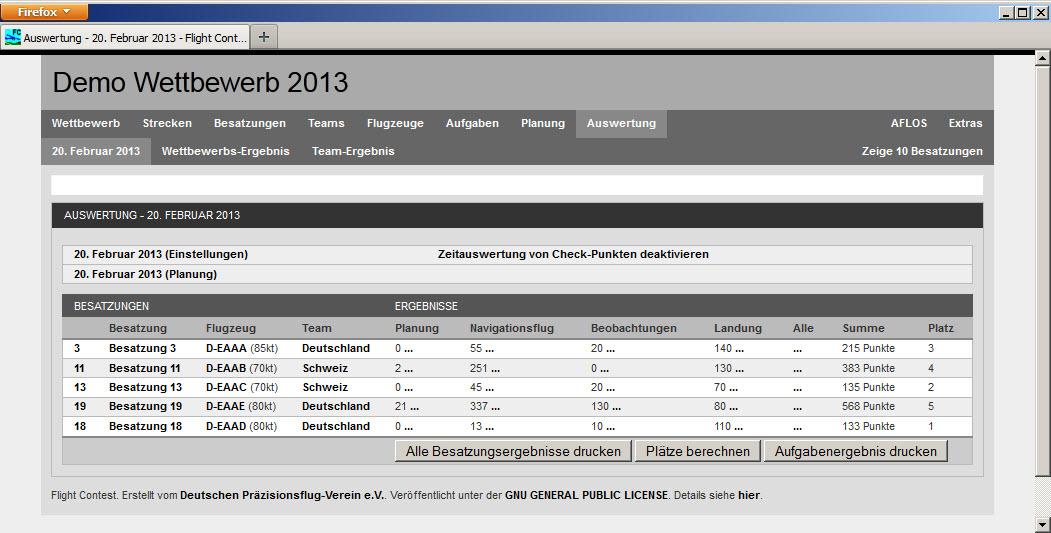 Firefox
Auswertung - 20. Februar 2013 - Flight Cont...
Demo Wettbewerb 2013
Wettbewerb Strecken Besatzungen Teams Flugzeuge Aufgaben Planung Auswertung AFLOS Extras
20. Februar 2013 Wettbewerbs-Ergebnis Team-Ergebnis Zeige 10 Besatzungen
AUSWERTUNG - 20. FEBRUAR 2013
20. Februar 2013 (Einstellungen) Zeitauswertung von Check-Punkten deaktivieren
20. Februar 2013 (Planung)
BESATZUNGEN ERGEBNISSE
Besatzung Flugzeug Team Planung Navigationsflug Beobachtungen Landung Alle Summe Platz
3 Besatzung 3 D-EAAA (85kt) Deutschland 0 ... 55 ... 20 ... 140 ... ... 215 Punkte 3
11 Besatzung 11 D-EAAB (70kt) Schweiz 2 ... 251 ... 0 ... 130 ... ... 383 Punkte 4
13 Besatzung 13 D-EAAC (70kt) Schweiz 0 ... 45 ... 20 ... 70 ... ... 135 Punkte 2
19 Besatzung 19 D-EAAE (80kt) Deutschland 21 ... 337 ... 130 ... 80 ... ... 568 Punkte 5
18 Besatzung 18 D-EAAD (80kt) Deutschland 0 ... 13 ... 10 ... 110 ... ... 133 Punkte 1
Alle Besatzungsergebnisse drucken Plätze berechnen Aufgabenergebnis drucken
Flight Contest. Erstellt vom Deutschen Präzisionsflug-Verein e.V.. Veröffentlicht unter der GNU GENERAL PUBLIC LICENSE. Details siehe hier.